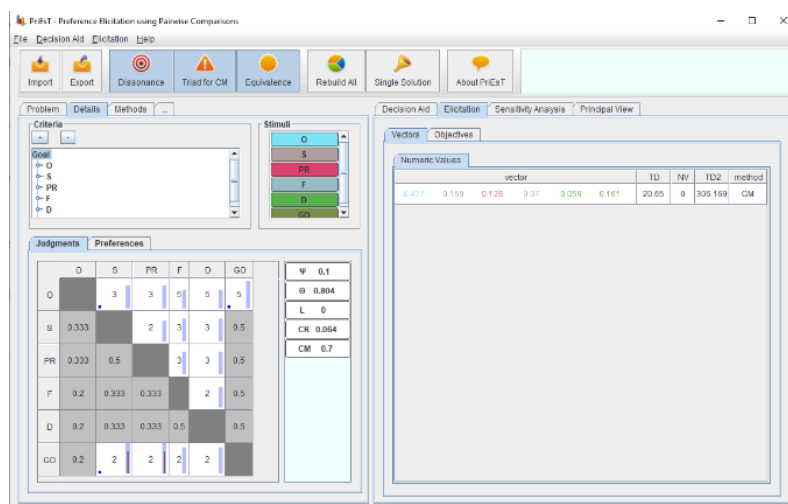 PriEsT - Preference Elicitation using Pairwise Comparisons
File Decision Aid Elicitation Help
Import Export Dissonance Triad for CM Equivalence Rebuild All Single Solution About PriEsT
Problem Details Methods ...
Decision Aid Elicitation Sensitivity Analysis Principal View
Criteria
+ -
Goal
O
S
PR
F
D
Stimuli
O
S
PR
F
D
GO
Vectors Objectives
Numeric Values
vector TD NV TD2 method
0.427 0.159 0.126 0.07 0.056 0.161 20.65 0 306.169 GM
Judgments Preferences
O S PR F D GO
O 3 3 5 5 5
S 0.333 2 3 3 0.5
PR 0.333 0.5 3 3 0.5
F 0.2 0.333 0.333 2 0.5
D 0.2 0.333 0.333 0.5 0.5
GO 0.2 2 2 2 2
Ψ 0.1
Θ 0.804
L 0
CR 0.064
CM 0.7